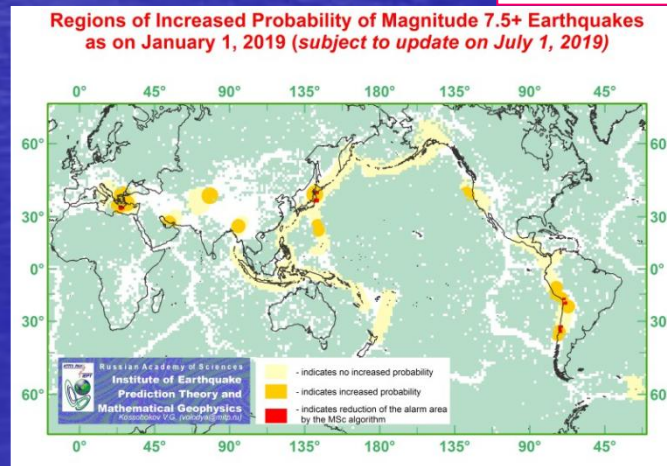 Regions of Increased Probability of Magnitude 7.5+ Earthquakes
as on January 1, 2019 (subject to update on July 1, 2019)
0° 45° 90° 135° 180° 135° 90° 45°
60° 60°
30° 30°
0° 0°
30° 30°
60° 60°
Russian Academy of Sciences
Institute of Earthquake
Prediction Theory and
Mathematical Geophysics
Kossobokov V.G. (volodya@mitp.ru)
- indicates no increased probability
- indicates increased probability
- indicates reduction of the alarm area
by the MSc algorithm
0° 45° 90° 135° 180° 135° 90° 45°